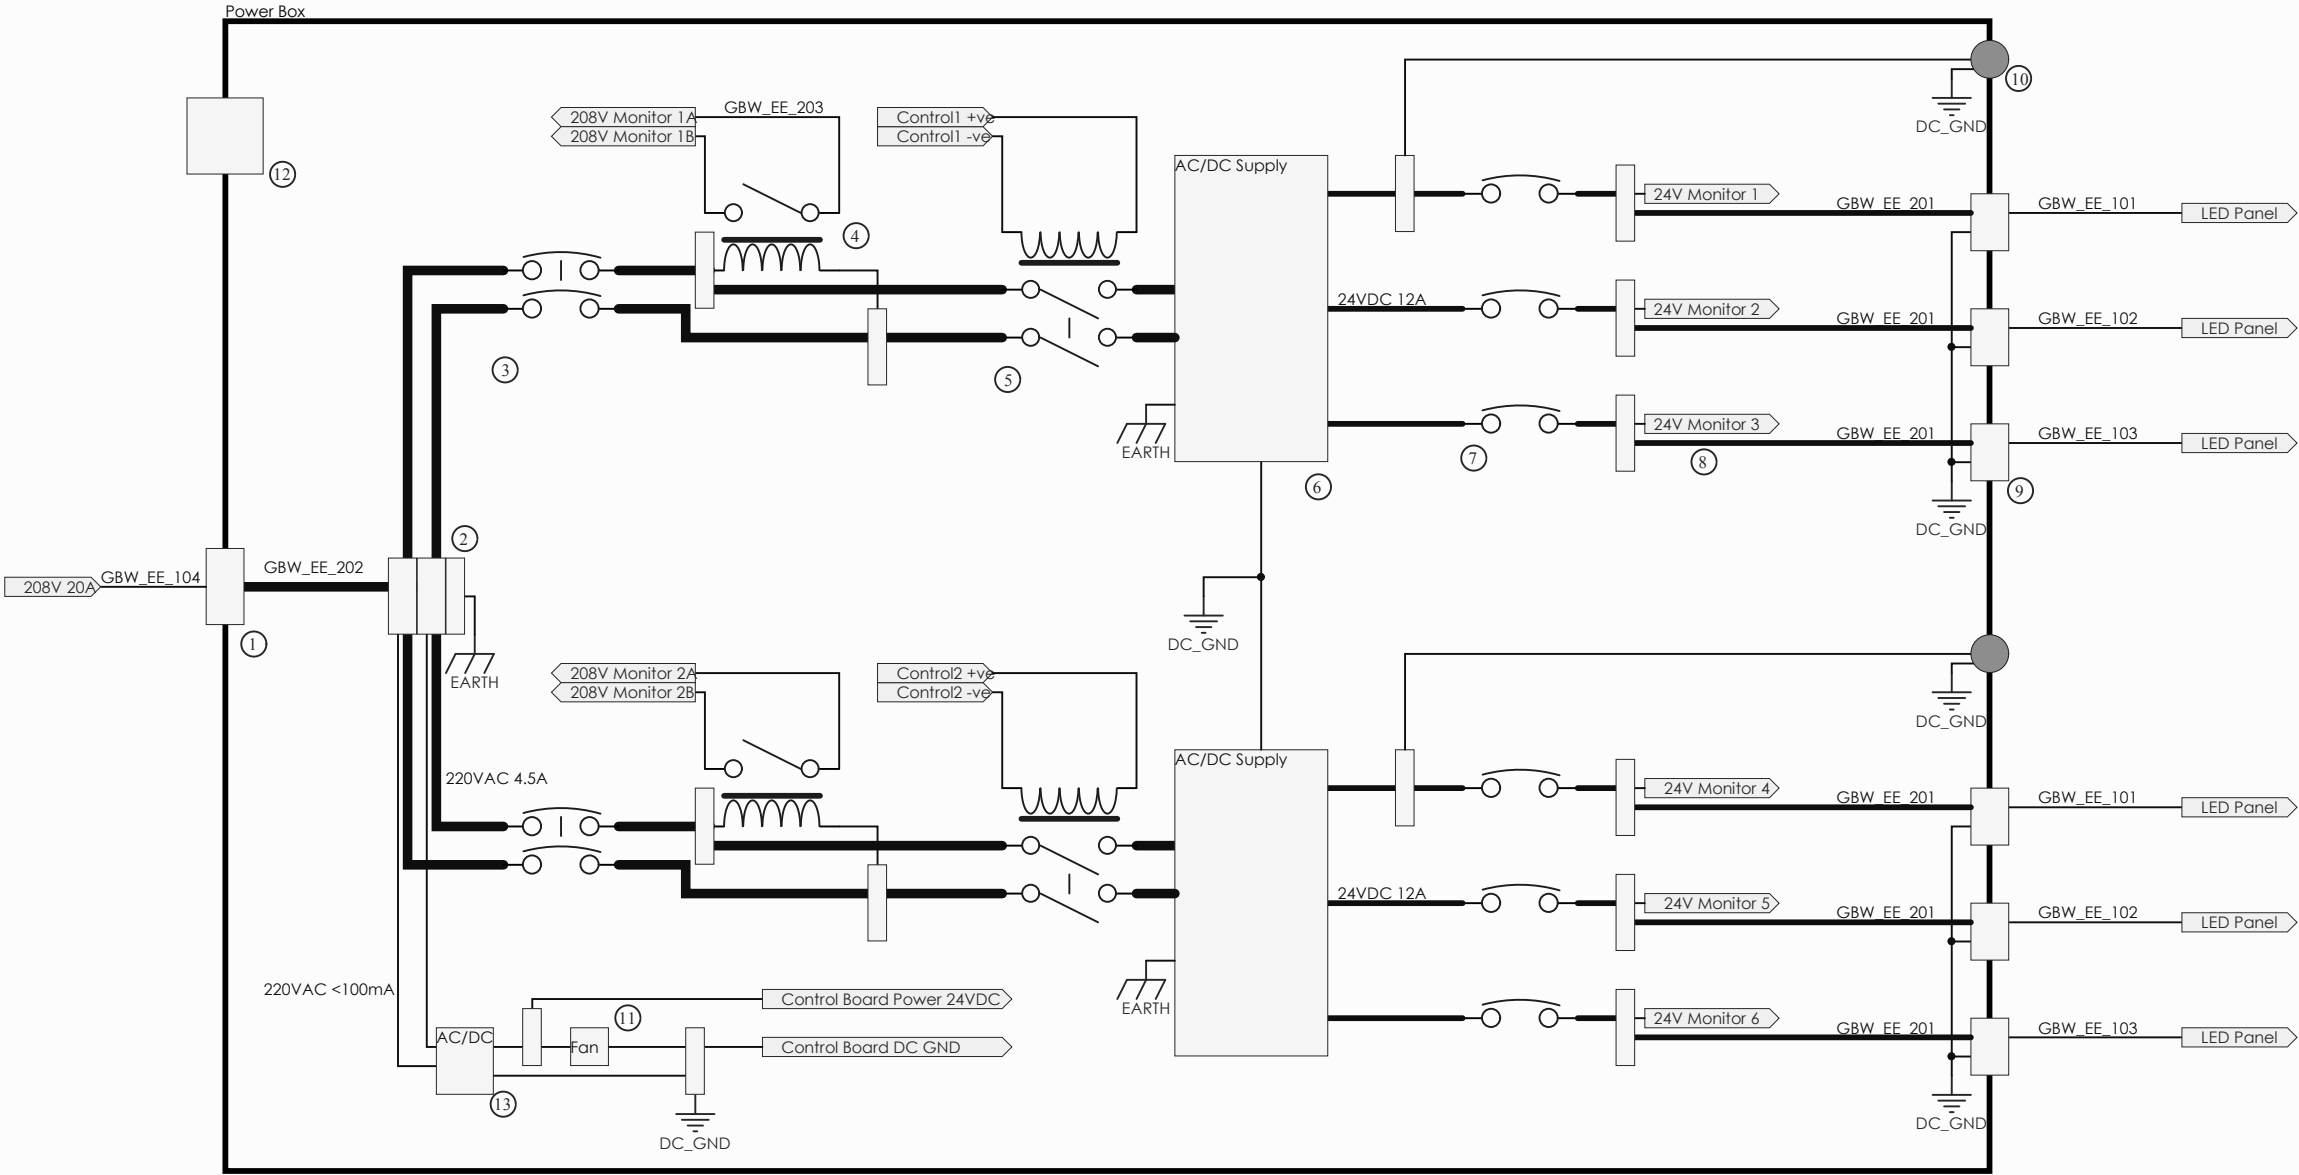 Power Box
10
DC_GND
208V Monitor 1A
GBW_EE_203
Control1 +ve
208V Monitor 1B
Control1 -ve
12
AC/DC Supply
24V Monitor 1
GBW_EE_201
GBW_EE_101
LED Panel
4
24VDC 12A
24V Monitor 2
GBW_EE_201
GBW_EE_102
LED Panel
3
5
EARTH
24V Monitor 3
GBW_EE_201
GBW_EE_103
LED Panel
6
7
8
9
DC_GND
2
208V 20A
GBW_EE_104
GBW_EE_202
1
EARTH
DC_GND
DC_GND
208V Monitor 2A
Control2 +ve
208V Monitor 2B
Control2 -ve
220VAC 4.5A
AC/DC Supply
24V Monitor 4
GBW_EE_201
GBW_EE_101
LED Panel
24VDC 12A
24V Monitor 5
GBW_EE_201
GBW_EE_102
LED Panel
220VAC <100mA
Control Board Power 24VDC
11
EARTH
24V Monitor 6
GBW_EE_201
GBW_EE_103
LED Panel
AC/DC
Fan
Control Board DC GND
13
DC_GND
DC_GND